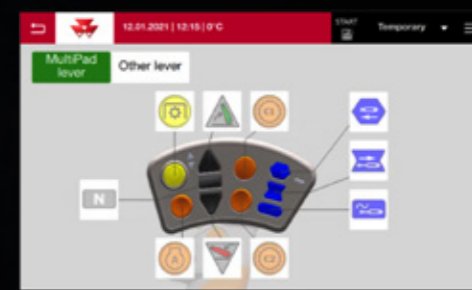 12.01.2021 | 12:15 | 0°C
START
Temporary
MultiPad
lever
Other lever
C1
N
A
C2